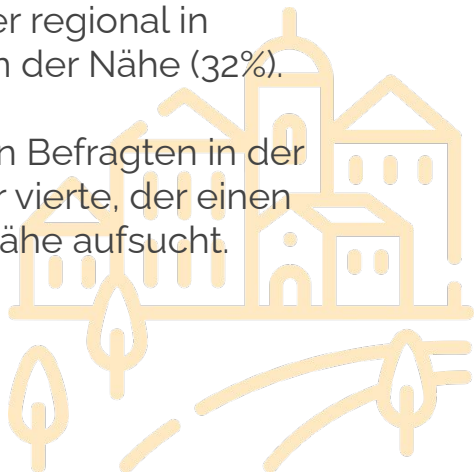 er regional in
der Nähe (32%).
n Befragten in der
vierte, der einen
ähe aufsucht.